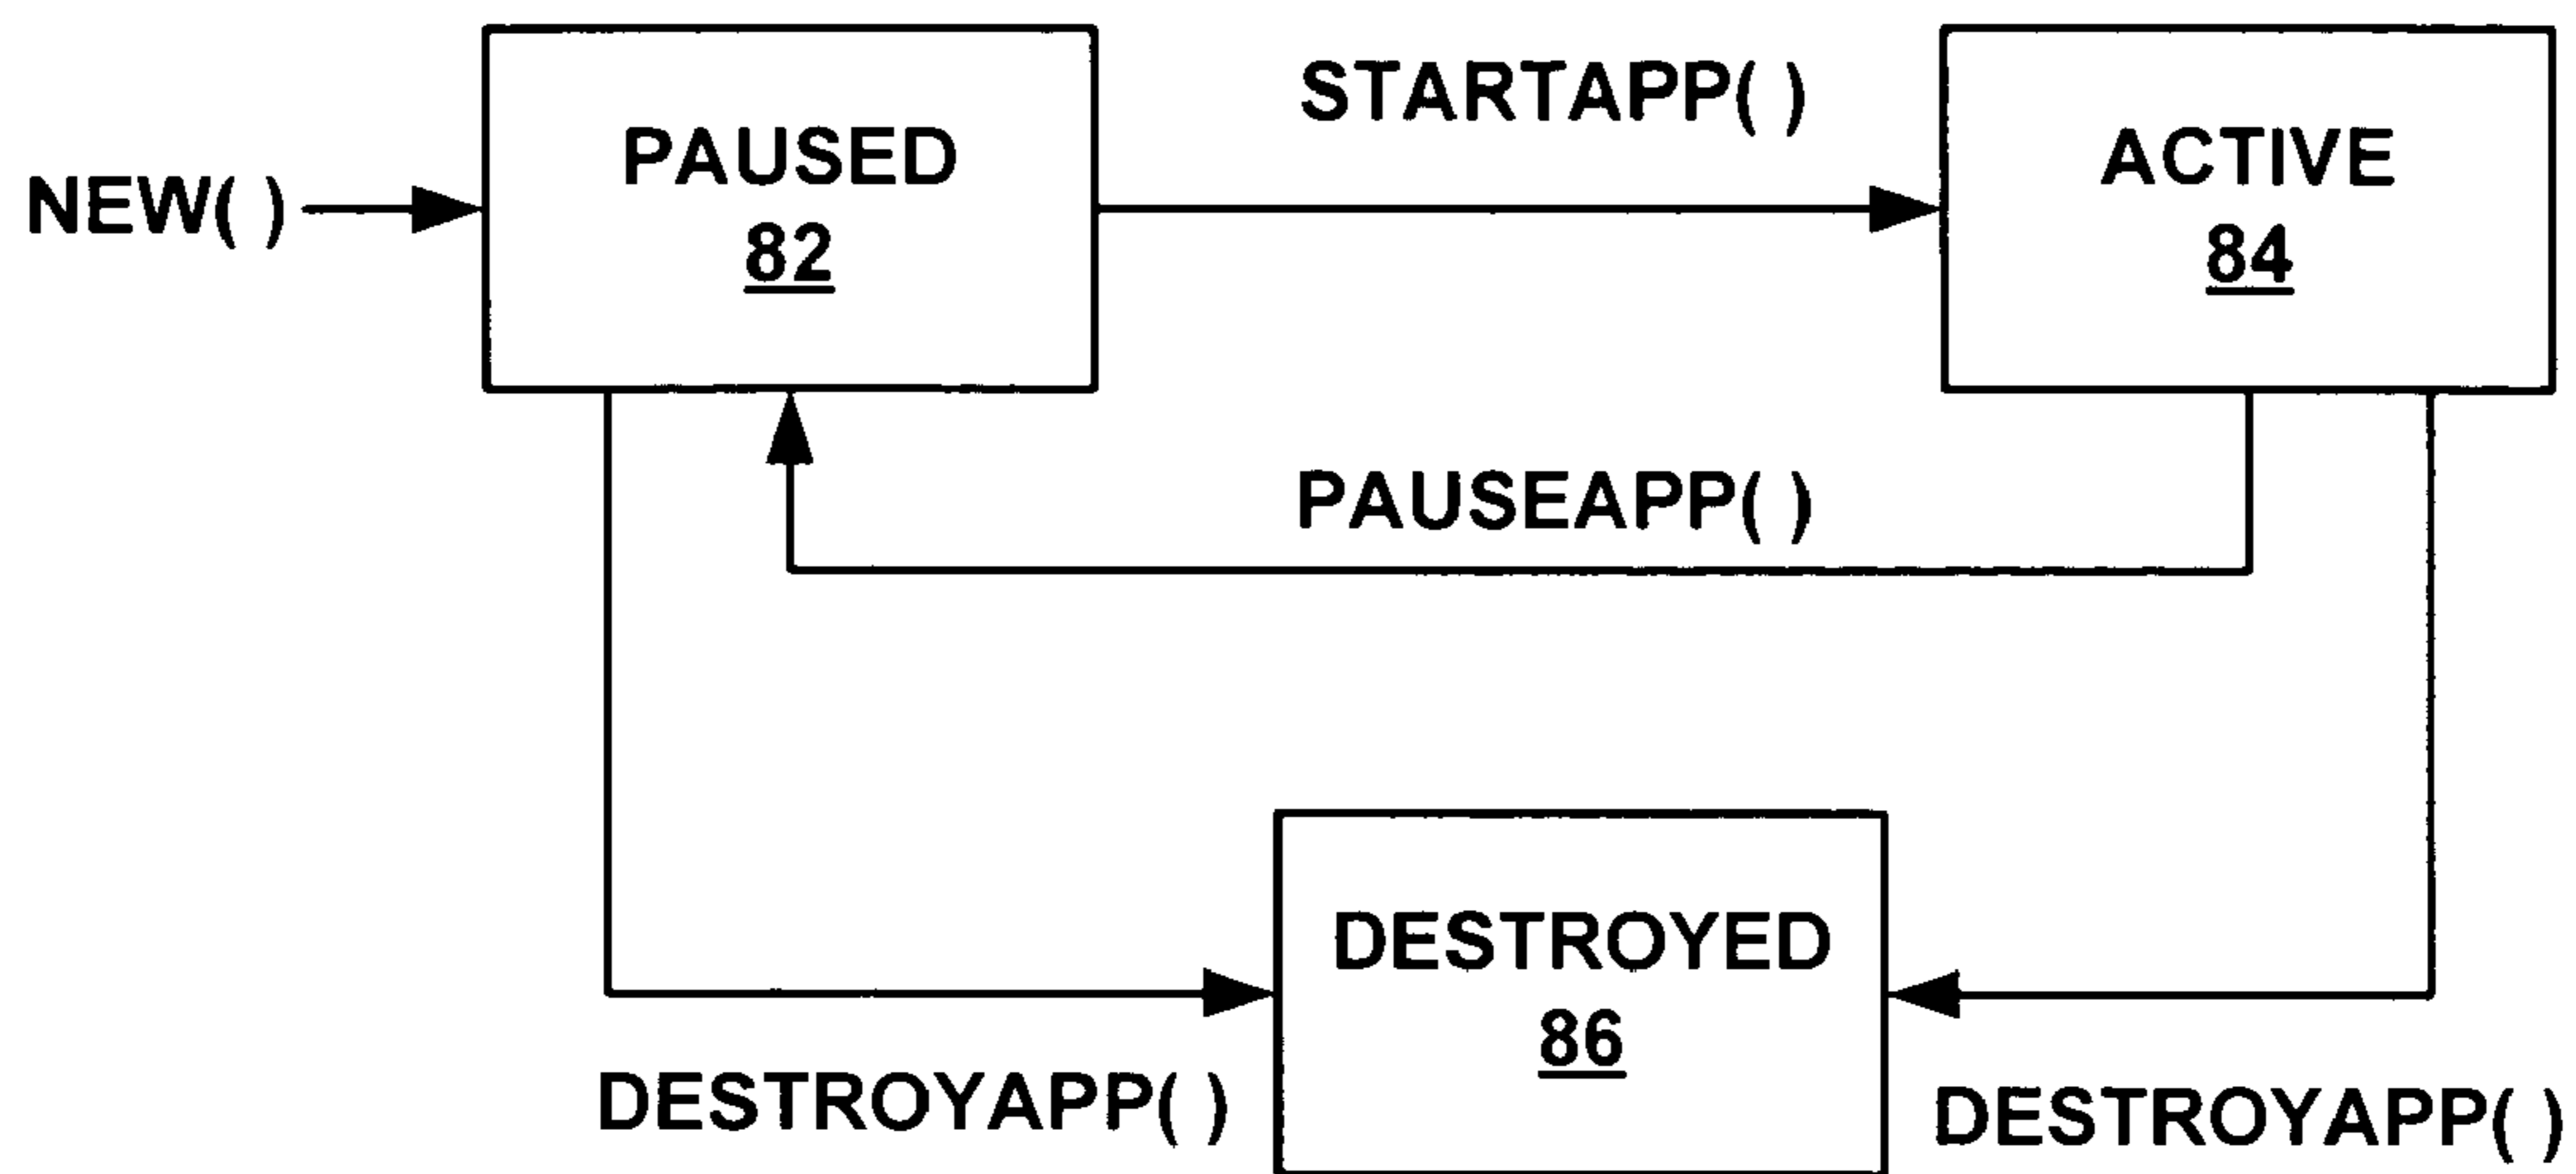 NEW( )
PAUSED
82
STARTAPP( )
ACTIVE
84
PAUSEAPP( )
DESTROYED
86
DESTROYAPP( )
DESTROYAPP( )